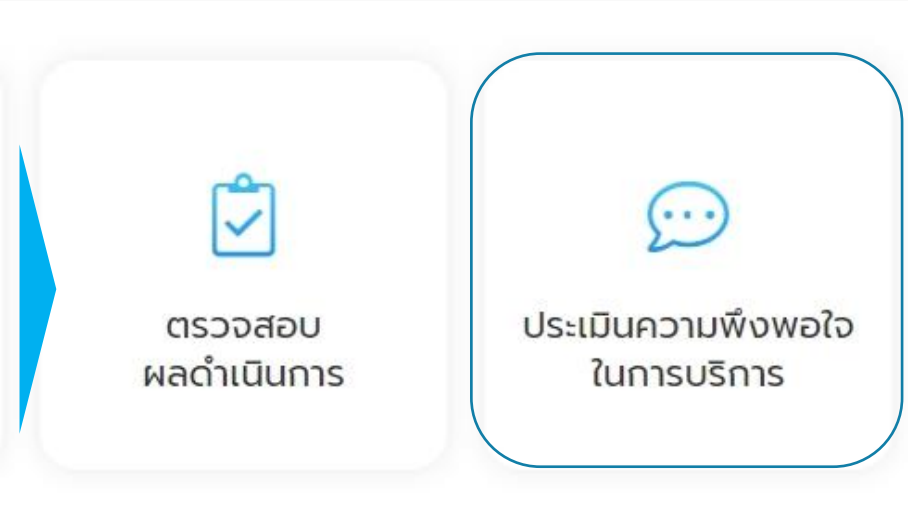 ตรวจสอบ
ผลดำเนินการ
ประเมินความพึงพอใจ
ในการบริการ